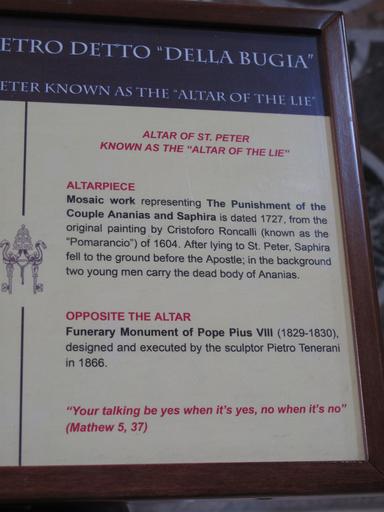 ETRO DETTO "DELLA BUGIA"
ETER KNOWN AS THE "ALTAR OF THE LIE"
ALTAR OF ST. PETER
KNOWN AS THE "ALTAR OF THE LIE"
ALTARPIECE
Mosaic work representing The Punishment of the
Couple Ananias and Saphira is dated 1727, from the
original painting by Cristoforo Roncalli (known as the
"Pomarancio") of 1604. After lying to St. Peter, Saphira
fell to the ground before the Apostle; in the background
two young men carry the dead body of Ananias.
OPPOSITE THE ALTAR
Funerary Monument of Pope Pius VIII (1829-1830),
designed and executed by the sculptor Pietro Tenerani
in 1866.
"Your talking be yes when it's yes, no when it's no"
(Mathew 5, 37)